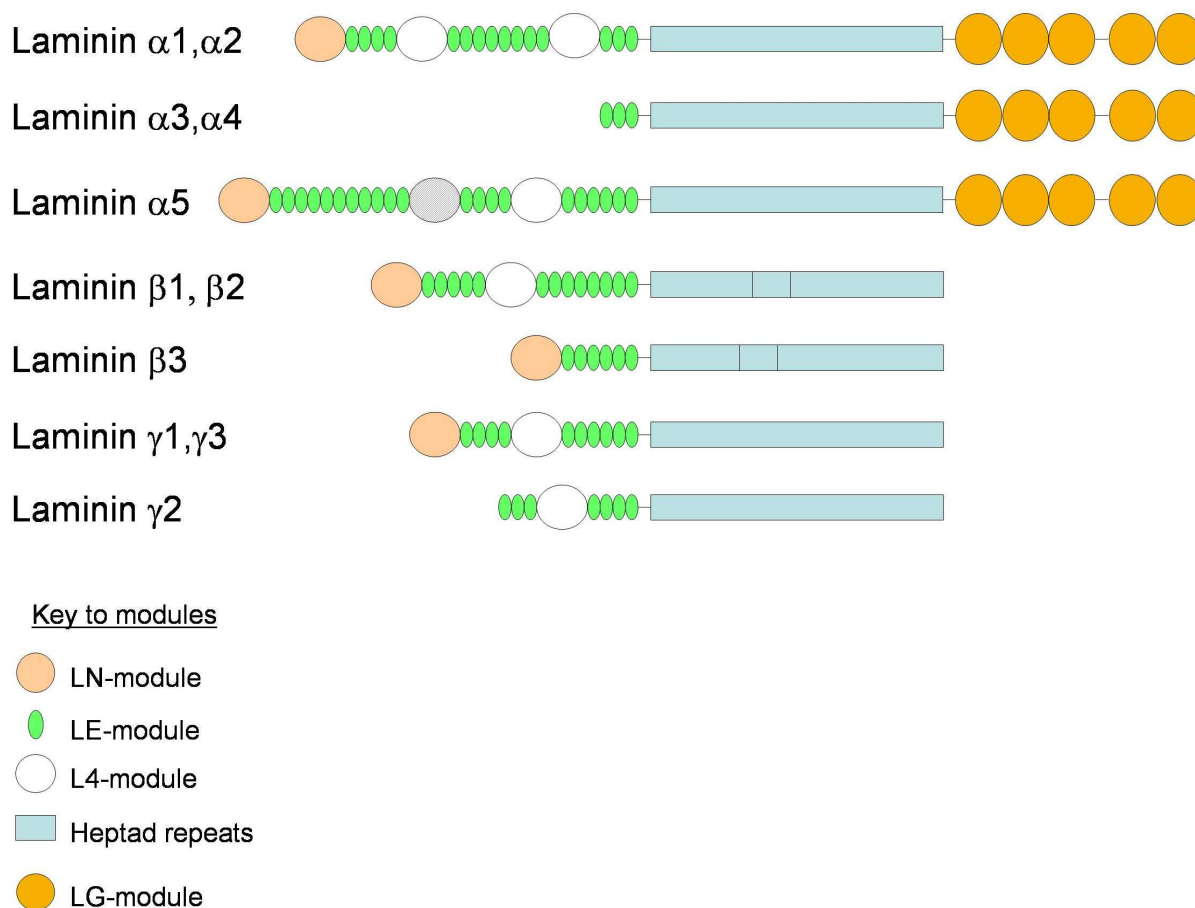 Laminin α1,α2
Laminin α3,α4
Laminin α5
Laminin β1, β2
Laminin β3
Laminin γ1,γ3
Laminin γ2
Key to modules
LN-module
LE-module
L4-module
Heptad repeats
LG-module